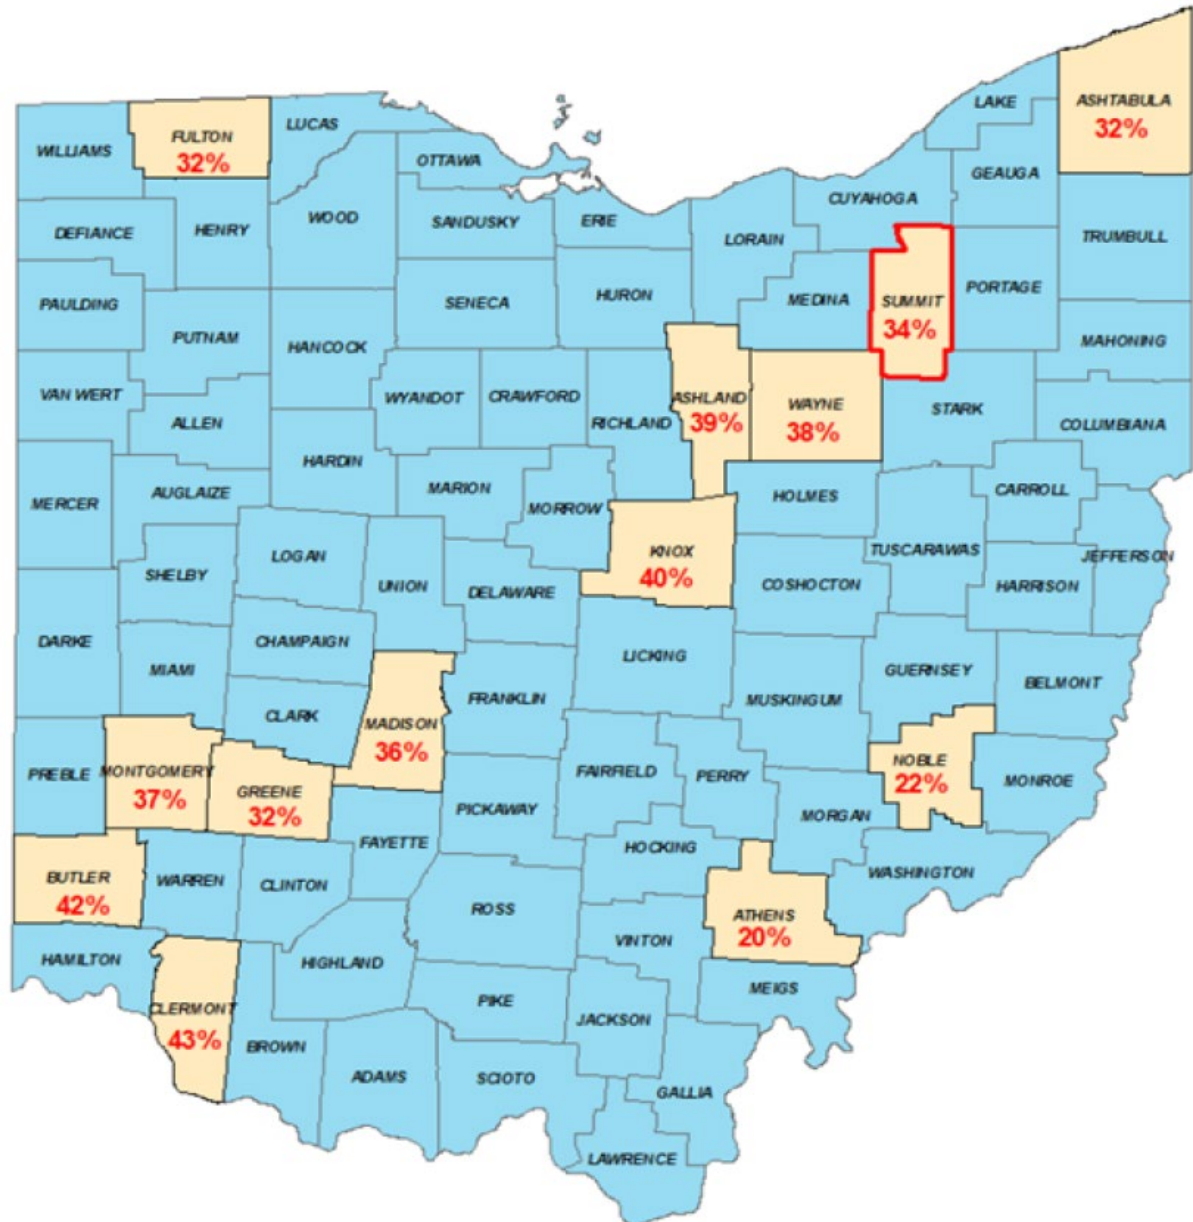 LAKE
ASHTABULA
32%
FULTON
32%
LUCAS
WILLIAMS
OTTAWA
GEAUGA
CUYAHOGA
WOOD
SANDUSKY
ERIE
HENRY
DEFIANCE
LORAIN
TRUMBULL
PORTAGE
HURON
MEDINA
SUMMIT
34%
SENECA
PAULDING
PUTNAM
HANCOCK
MAHONING
VAN WERT
WYANDOT
CRAWFORD
ASHLAND
39%
WAYNE
38%
STARK
ALLEN
RICHLAND
COLUMBIANA
HARDIN
MARION
CARROLL
AUGLAIZE
HOLMES
MERCER
MORROW
KNOX
40%
TUSCARAWAS
LOGAN
JEFFERSON
SHELBY
UNION
COSHOCTON
HARRISON
DELAWARE
DARKE
CHAMPAIGN
LICKING
MIAMI
GUERNSEY
BELMONT
FRANKLIN
MUSKINGUM
CLARK
MADISON
36%
NOBLE
22%
MONTGOMERY
37%
PREBLE
FAIRFIELD
PERRY
MONROE
GREENE
32%
PICKAWAY
MORGAN
FAYETTE
HOCKING
WASHINGTON
BUTLER
42%
WARREN
CLINTON
ROSS
ATHENS
20%
VINTON
HAMILTON
HIGHLAND
MEIGS
PIKE
CLERMONT
43%
JACKSON
BROWN
ADAMS
SCIOTO
GALLIA
LAWRENCE